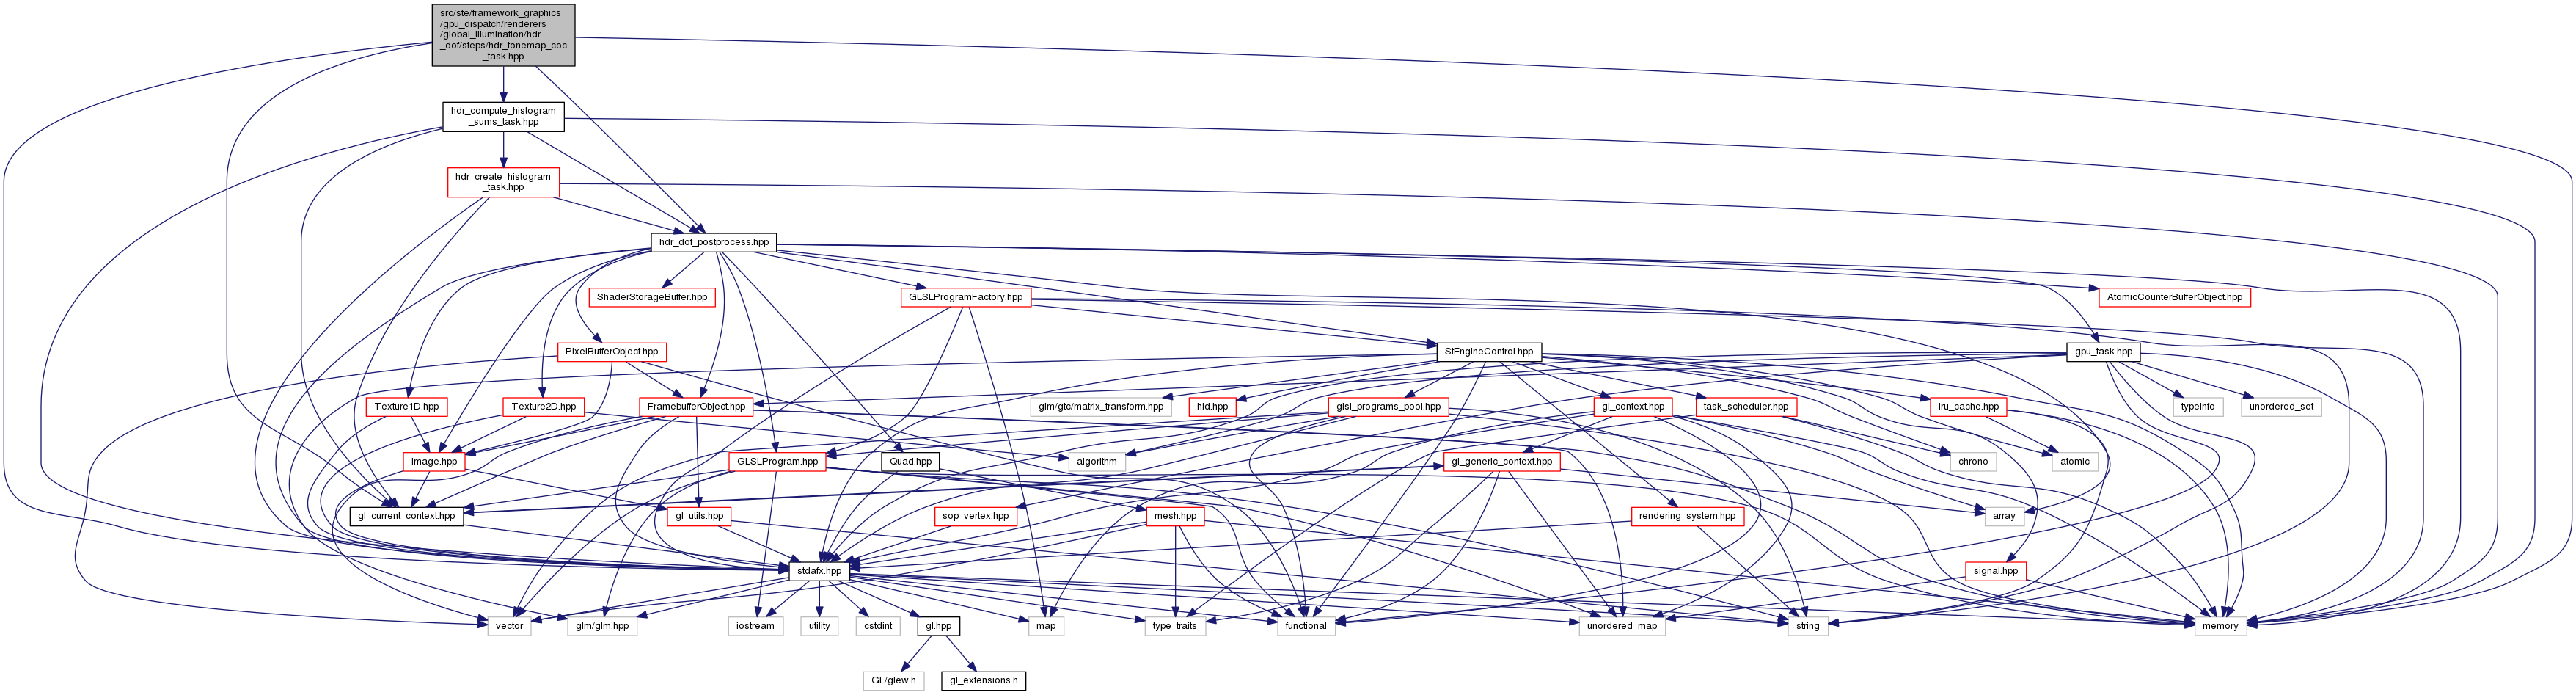 src/ste/framework_graphics
/gpu_dispatch/renderers
/global_illumination/hdr
_dof/steps/hdr_tonemap_coc
_task.hpp
hdr_compute_histogram
_sums_task.hpp
hdr_create_histogram
_task.hpp
hdr_dof_postprocess.hpp
ShaderStorageBuffer.hpp
GLSLProgramFactory.hpp
AtomicCounterBufferObject.hpp
PixelBufferObject.hpp
StEngineControl.hpp
gpu_task.hpp
Texture1D.hpp
Texture2D.hpp
FramebufferObject.hpp
glm/gtc/matrix_transform.hpp
hid.hpp
glsl_programs_pool.hpp
gl_context.hpp
task_scheduler.hpp
lru_cache.hpp
typeinfo
unordered_set
image.hpp
GLSLProgram.hpp
Quad.hpp
algorithm
gl_generic_context.hpp
chrono
atomic
gl_current_context.hpp
gl_utils.hpp
sop_vertex.hpp
mesh.hpp
rendering_system.hpp
array
stdafx.hpp
signal.hpp
vector
glm/glm.hpp
iostream
utility
cstdint
gl.hpp
map
type_traits
functional
unordered_map
string
memory
GL/glew.h
gl_extensions.h